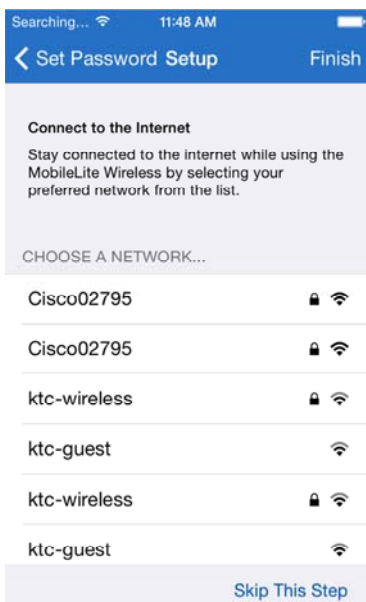 Searching... 11:48 AM
Set Password Setup Finish
Connect to the Internet
Stay connected to the internet while using the
MobileLite Wireless by selecting your
preferred network from the list.
CHOOSE A NETWORK...
Cisco02795
Cisco02795
ktc-wireless
ktc-guest
ktc-wireless
ktc-guest
Skip This Step